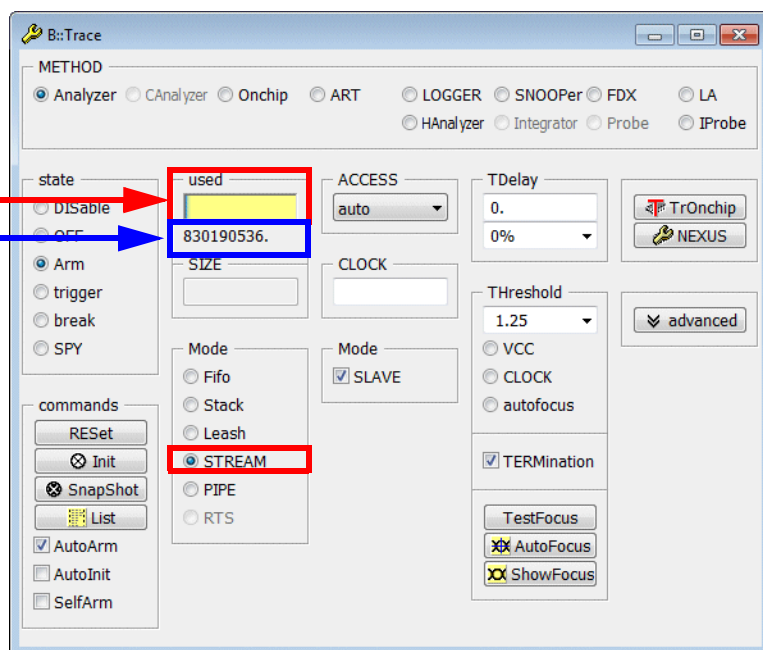 B::Trace
METHOD
Analyzer CAnalyzer Onchip ART LOGGER SNOOPer FDX LA
HAnalyzer Integrator Probe IProbe
state
DISable
OFF
Arm
trigger
break
SPY
used
830190536.
SIZE
ACCESS
auto
CLOCK
TDelay
0.
0%
TrOnchip
NEXUS
THreshold
1.25
VCC
CLOCK
autofocus
advanced
Mode
Fifo
Stack
Leash
STREAM
PIPE
RTS
Mode
SLAVE
commands
RESet
Init
SnapShot
List
AutoArm
AutoInit
SelfArm
TERMination
TestFocus
AutoFocus
ShowFocus